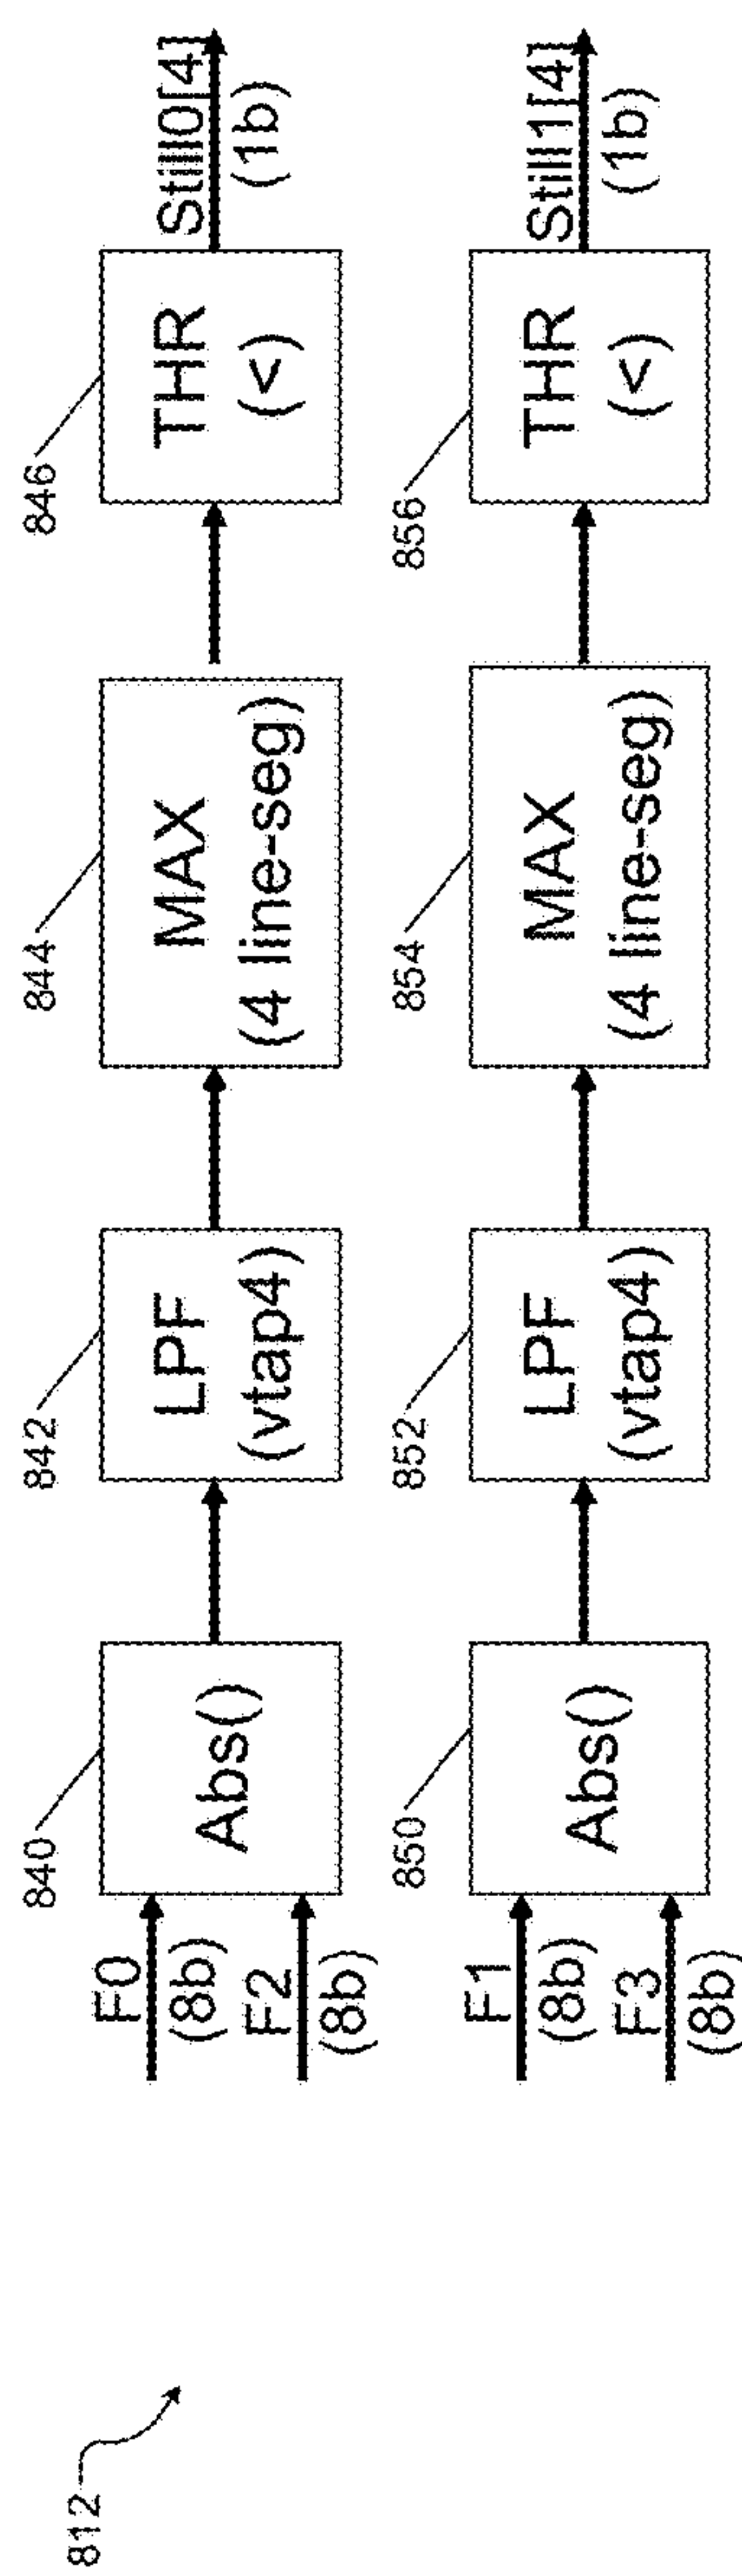 812
F0
(8b)
F2
(8b)
840
Abs()
842
LPF
(vtap4)
844
MAX
(4 line-seg)
846
THR
(<)
Still0[4]
(1b)
F1
(8b)
F3
(8b)
850
Abs()
852
LPF
(vtap4)
854
MAX
(4 line-seg)
856
THR
(<)
Still1[4]
(1b)